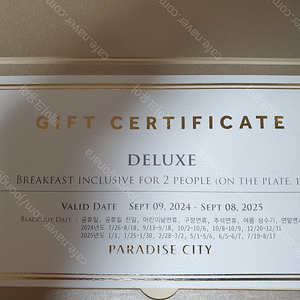 GIFT CERTIFICATE
DELUXE
BREAKFAST INCLUSIVE FOR 2 PEOPLE (ON THE PLATE, 1
VALID DATE SEPT 09, 2024 - SEPT 08, 2025
BLACKOUT DATE : 공휴일, 공휴일 전일, 어린이날연휴, 구정연휴, 추석연휴, 여름 성수기, 연말연시
2024년도 7/26-8/18, 9/13-9/18, 10/2-10/6, 10/8-10/9, 12/20-12/31
2025년도 1/1, 1/25-1/30, 2/28-3/2, 5/1-5/6, 6/5-6/7, 7/19-8/17
PARADISE CITY